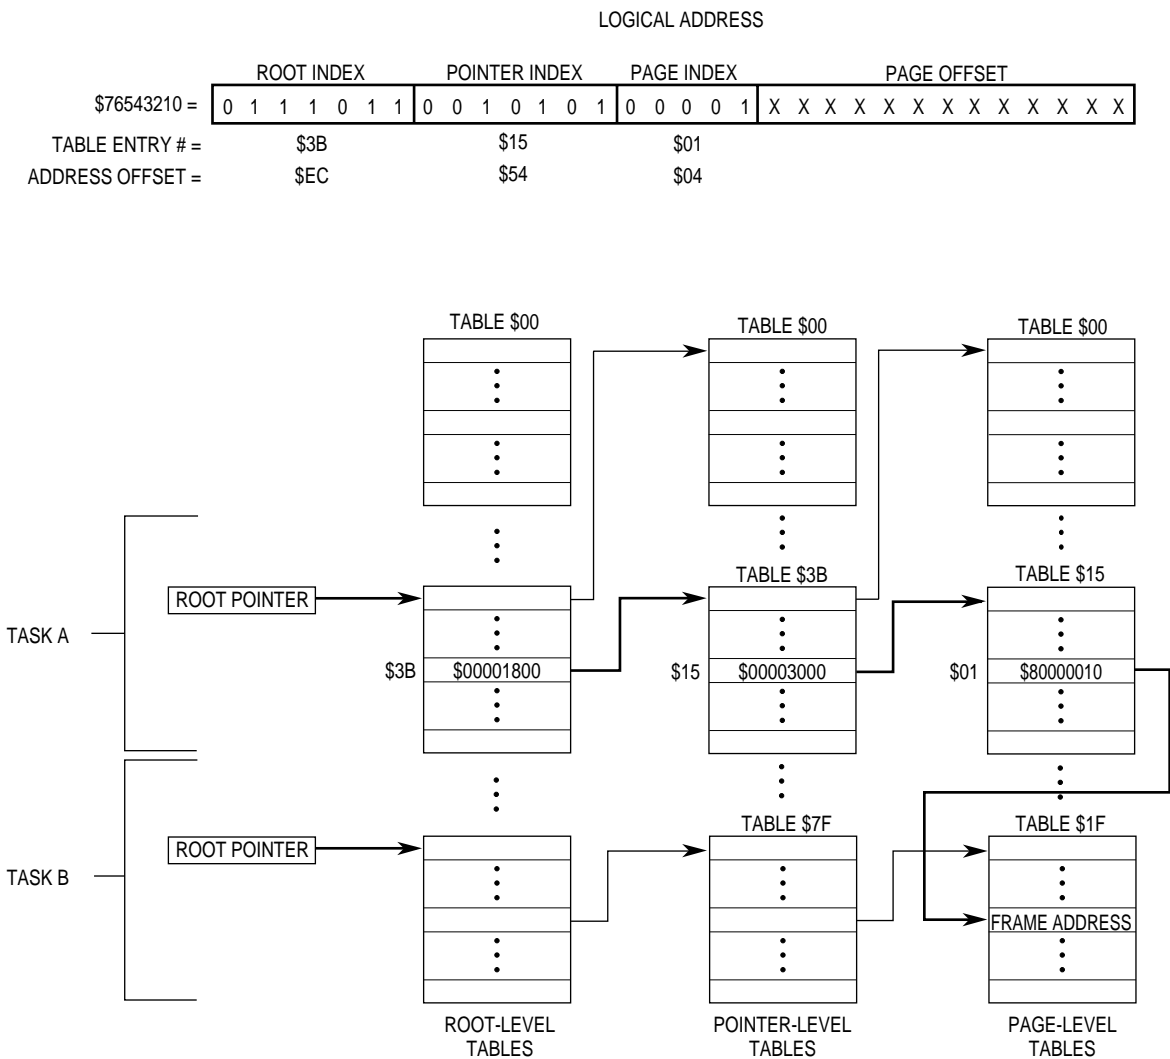 LOGICAL ADDRESS
ROOT INDEX POINTER INDEX PAGE INDEX PAGE OFFSET
$76543210 = 0 1 1 1 0 1 1 0 0 1 0 1 0 1 0 0 0 0 1 X X X X X X X X X X X X X
TABLE ENTRY # = $3B $15 $01
ADDRESS OFFSET = $EC $54 $04
TABLE $00 TABLE $00 TABLE $00
TABLE $3B TABLE $15
ROOT POINTER
TASK A
$3B $00001800 $15 $00003000 $01 $80000010
TABLE $7F TABLE $1F
ROOT POINTER
TASK B
FRAME ADDRESS
ROOT-LEVEL TABLES
POINTER-LEVEL TABLES
PAGE-LEVEL TABLES